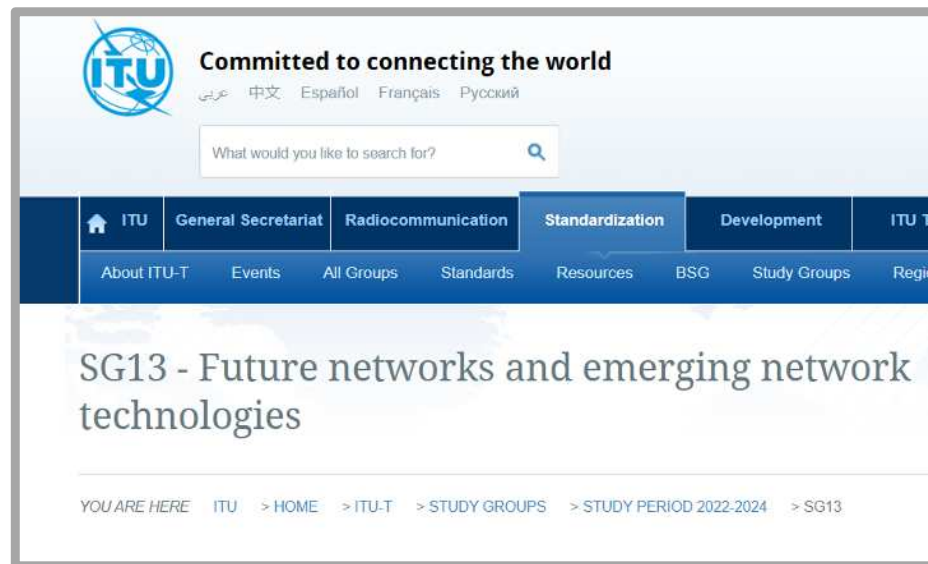 ITU
Committed to connecting the world
عربي 中文 Español Français Русский
What would you like to search for?
ITU General Secretariat Radiocommunication Standardization Development ITU T
About ITU-T Events All Groups Standards Resources BSG Study Groups Regi
SG13 - Future networks and emerging network
technologies
YOU ARE HERE ITU > HOME > ITU-T > STUDY GROUPS > STUDY PERIOD 2022-2024 > SG13